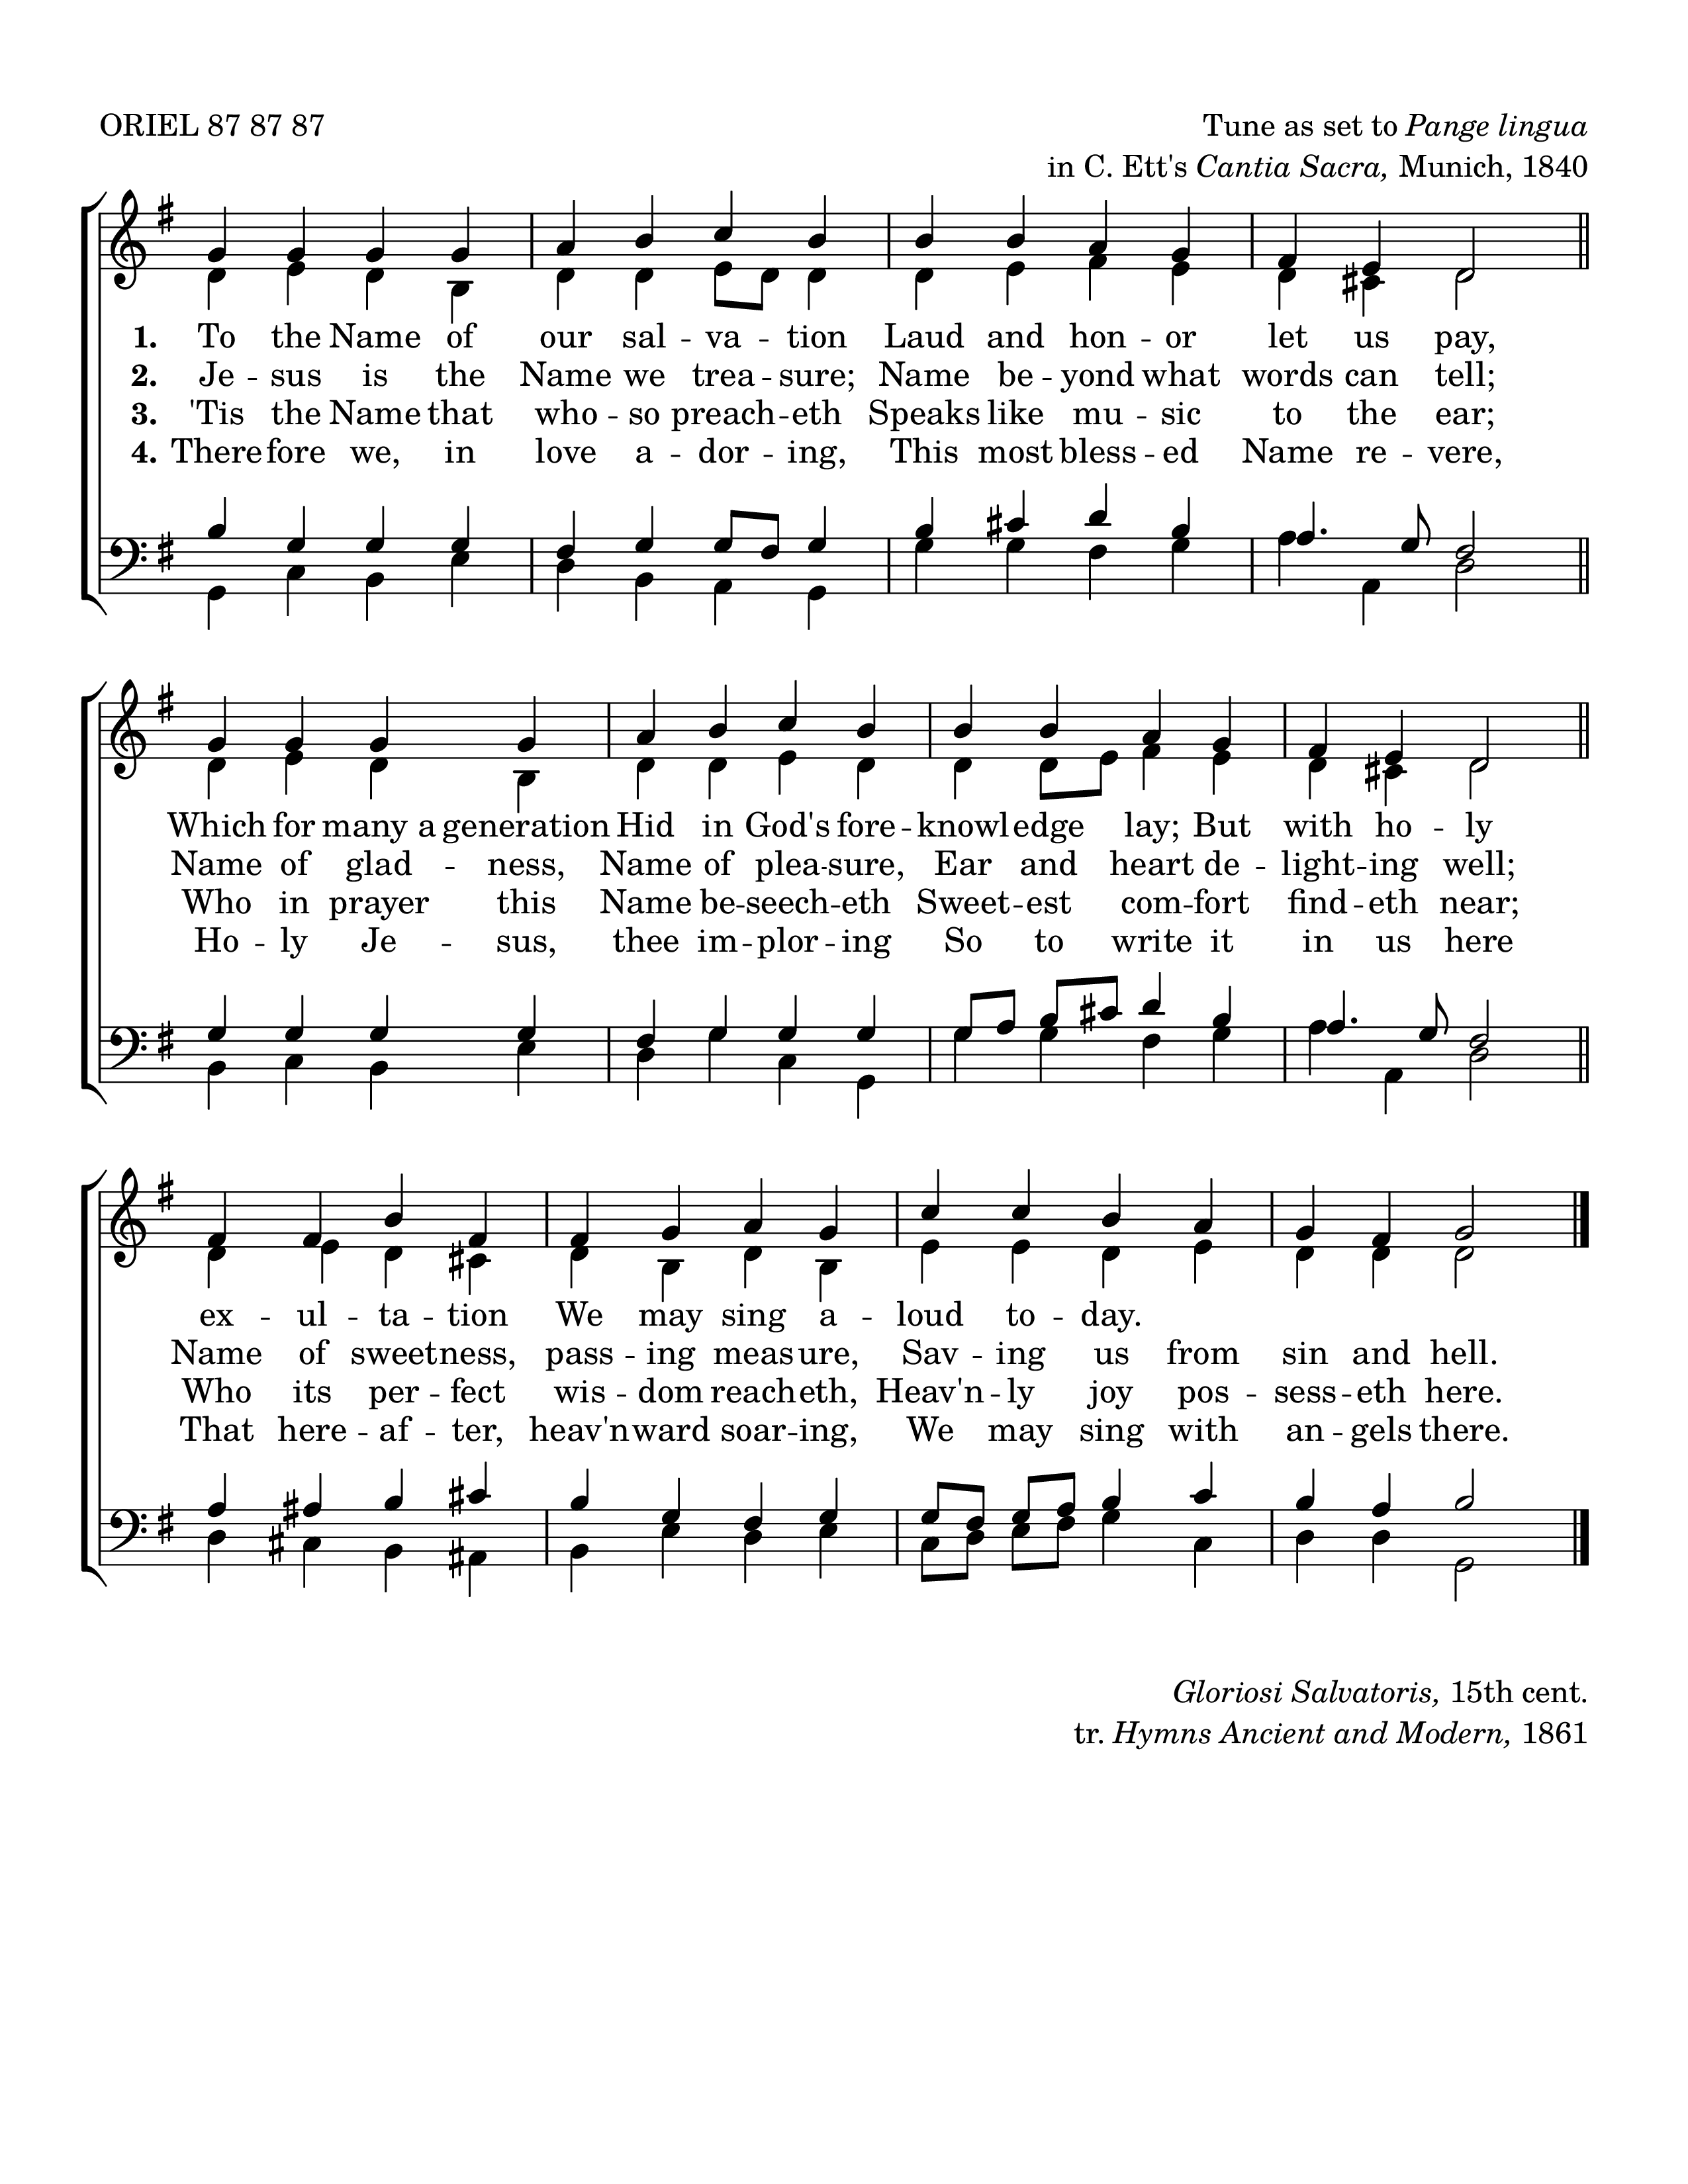 ORIEL 87 87 87
Tune as set to Pange lingua
in C. Ett's Cantia Sacra, Munich, 1840
1. To the Name of our sal - va - tion Laud and hon - or let us pay,
2. Je - sus is the Name we trea - sure; Name be - yond what words can tell;
3. 'Tis the Name that who - so preach - eth Speaks like mu - sic to the ear;
4. There - fore we, in love a - dor - ing, This most bless - ed Name re - vere,
Which for many a generation Hid in God's fore - knowl - edge lay; But with ho - ly
Name of glad - ness, Name of plea - sure, Ear and heart de - light - ing well;
Who in prayer this Name be - seech - eth Sweet - est com - fort find - eth near;
Ho - ly Je - sus, thee im - plor - ing So to write it in us here
ex - ul - ta - tion We may sing a - loud to - day.
Name of sweet - ness, pass - ing meas - ure, Sav - ing us from sin and hell.
Who its per - fect wis - dom reach - eth, Heav'n - ly joy pos - sess - eth here.
That here - af - ter, heav'n - ward soar - ing, We may sing with an - gels there.
Gloriosi Salvatoris, 15th cent.
tr. Hymns Ancient and Modern, 1861